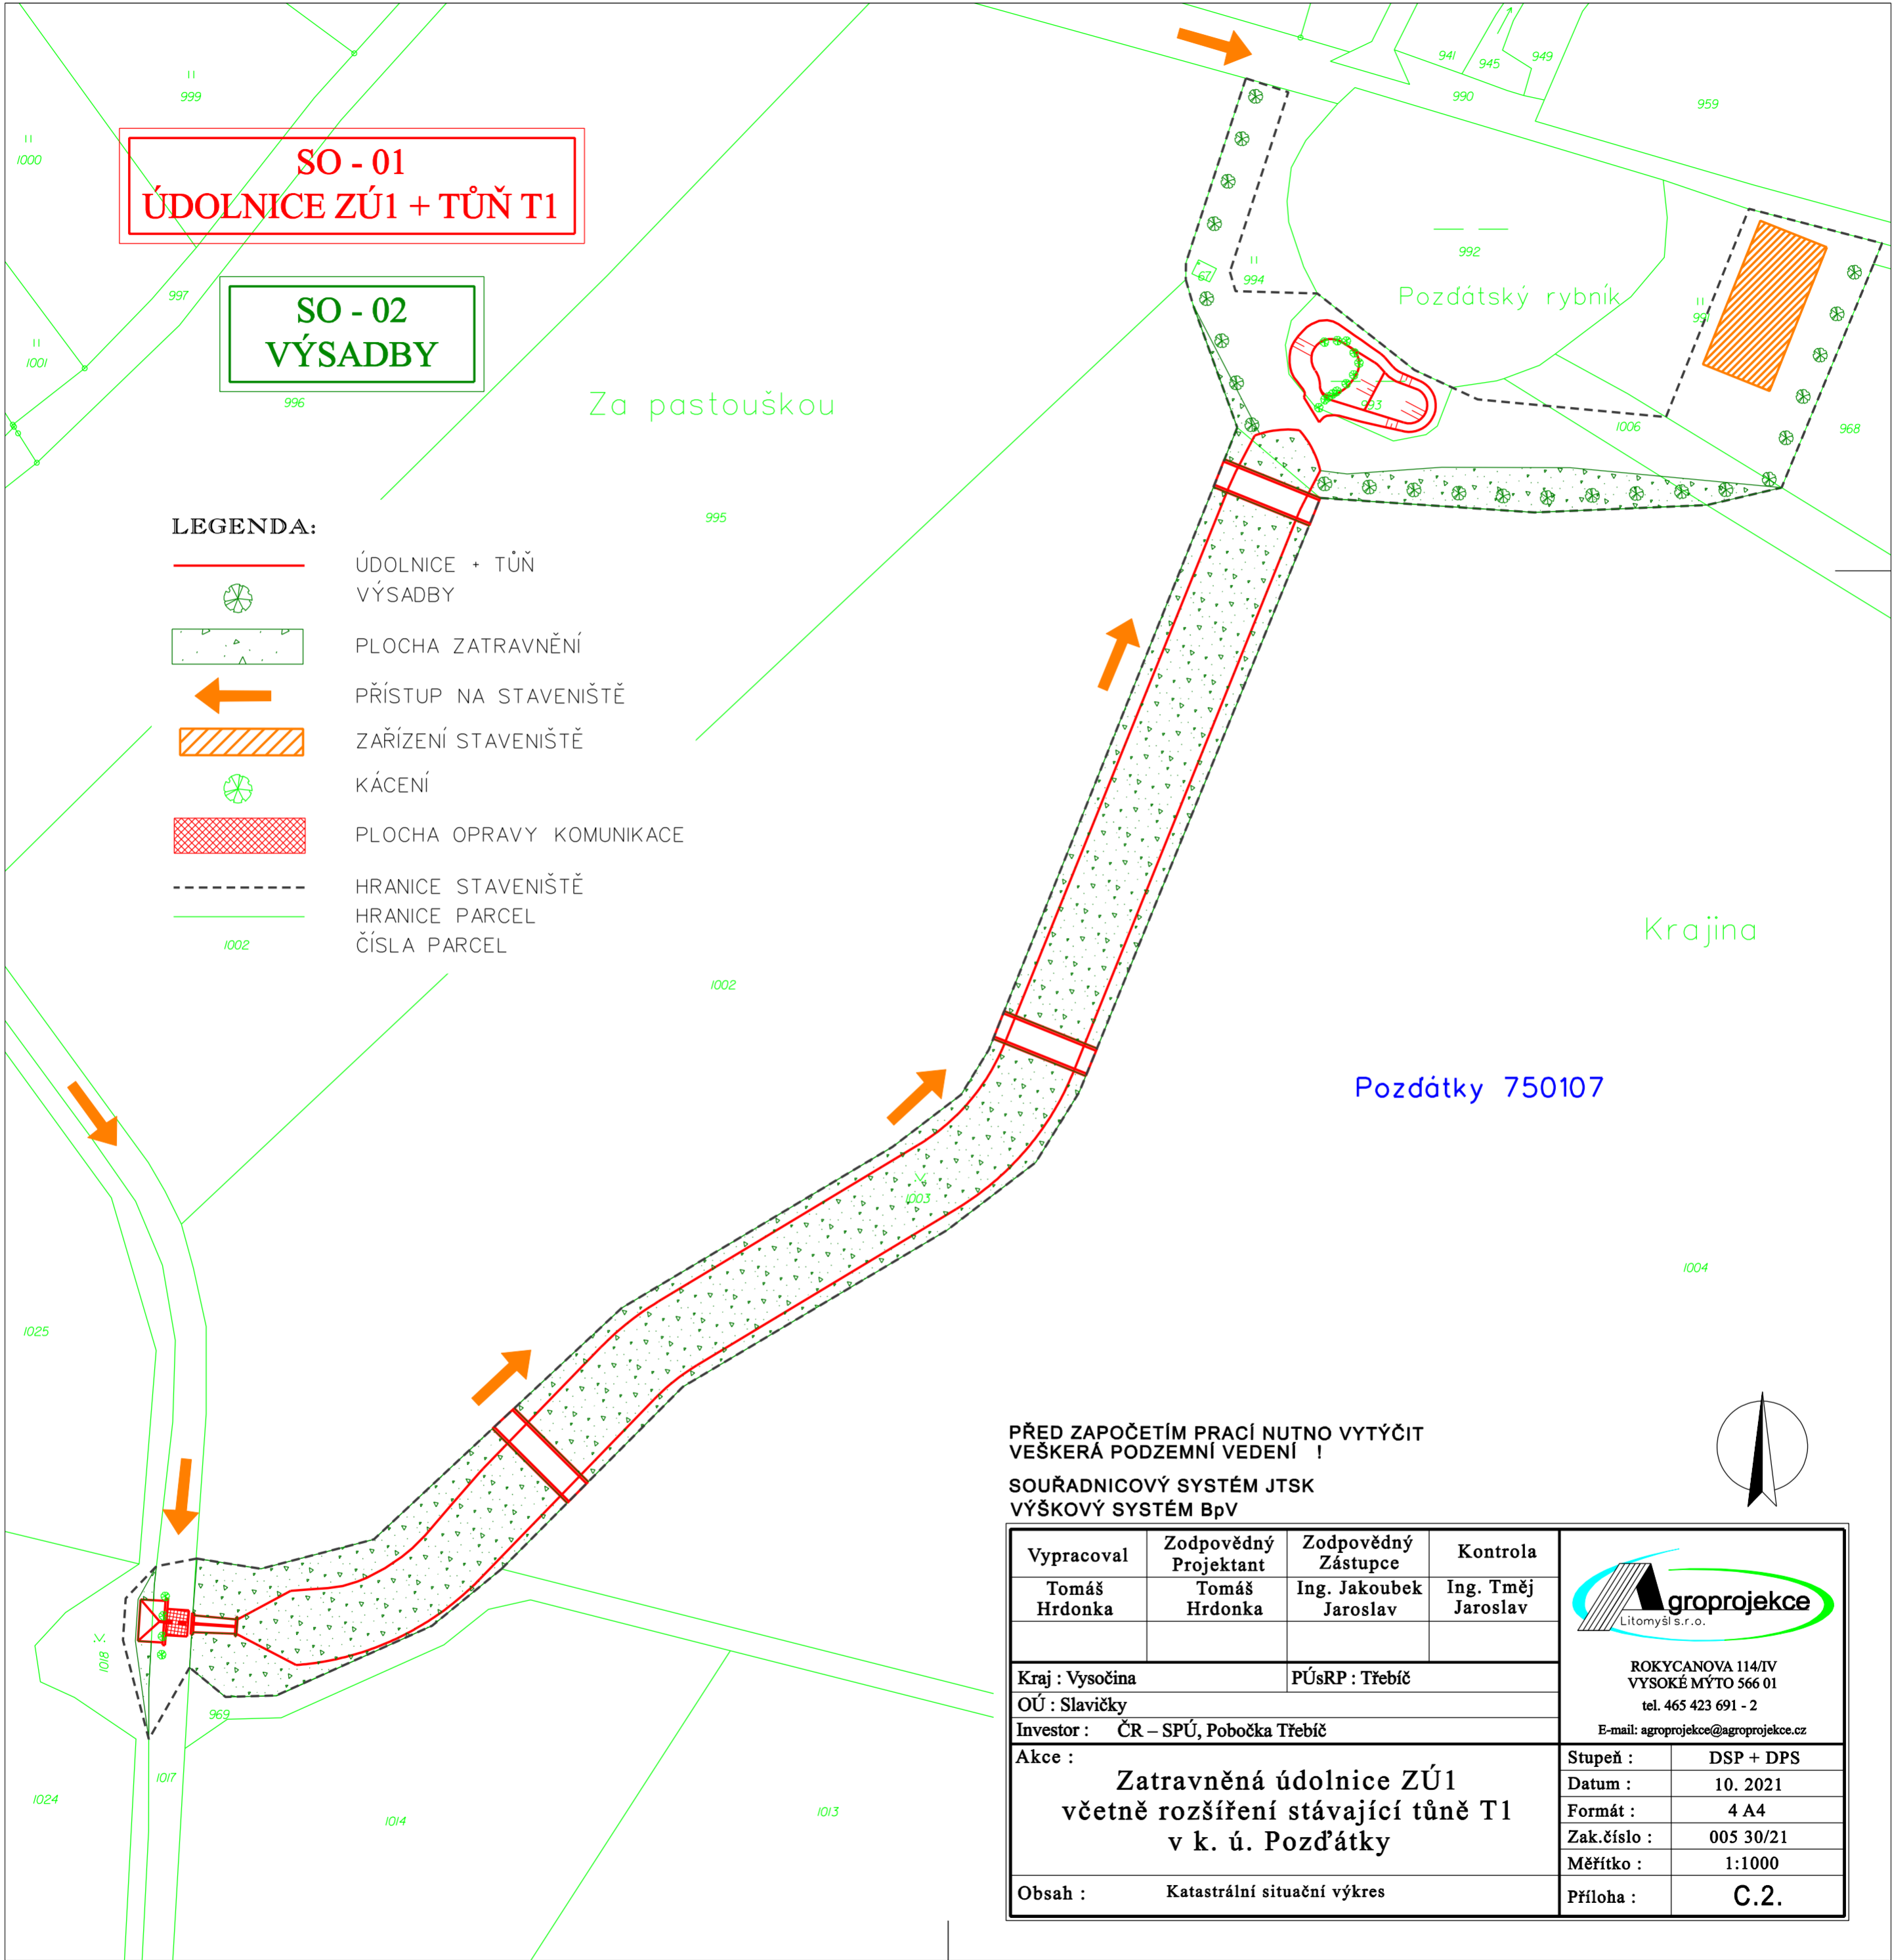 999
1000
997
1001
996
SO - 01
ÚDOLNICE ZÚ1 + TŮŇ T1
SO - 02
VÝSADBY
Za pastouškou
941
945
949
990
959
992
Pozďátský rybník
67
994
991
993
1006
968
995
LEGENDA:
ÚDOLNICE + TŮŇ
VÝSADBY
PLOCHA ZATRAVNĚNÍ
PŘÍSTUP NA STAVENIŠTĚ
ZAŘÍZENÍ STAVENIŠTĚ
KÁCENÍ
PLOCHA OPRAVY KOMUNIKACE
HRANICE STAVENIŠTĚ
HRANICE PARCEL
1002 ČÍSLA PARCEL
1002
Krajina
Pozďátky 750107
1003
1004
1025
1018
969
1017
1024
1014
1013
PŘED ZAPOČETÍM PRACÍ NUTNO VYTÝČIT
VEŠKERÁ PODZEMNÍ VEDENÍ !
SOUŘADNICOVÝ SYSTÉM JTSK
VÝŠKOVÝ SYSTÉM BpV
Vypracoval
Zodpovědný
Projektant
Zodpovědný
Zástupce
Kontrola
Tomáš
Hrdonka
Tomáš
Hrdonka
Ing. Jakoubek
Jaroslav
Ing. Tměj
Jaroslav
Kraj : Vysočina
PÚsRP : Třebíč
OÚ : Slavičky
Investor : ČR – SPÚ, Pobočka Třebíč
Akce :
Zatravněná údolnice ZÚ1
včetně rozšíření stávající tůně T1
v k. ú. Pozďátky
Obsah : Katastrální situační výkres
Agroprojekce
Litomyšl s.r.o.
ROKYCANOVA 114/IV
VYSOKÉ MÝTO 566 01
tel. 465 423 691 - 2
E-mail: agroprojekce@agroprojekce.cz
Stupeň : DSP + DPS
Datum : 10. 2021
Formát : 4 A4
Zak.číslo : 005 30/21
Měřítko : 1:1000
Příloha : C.2.